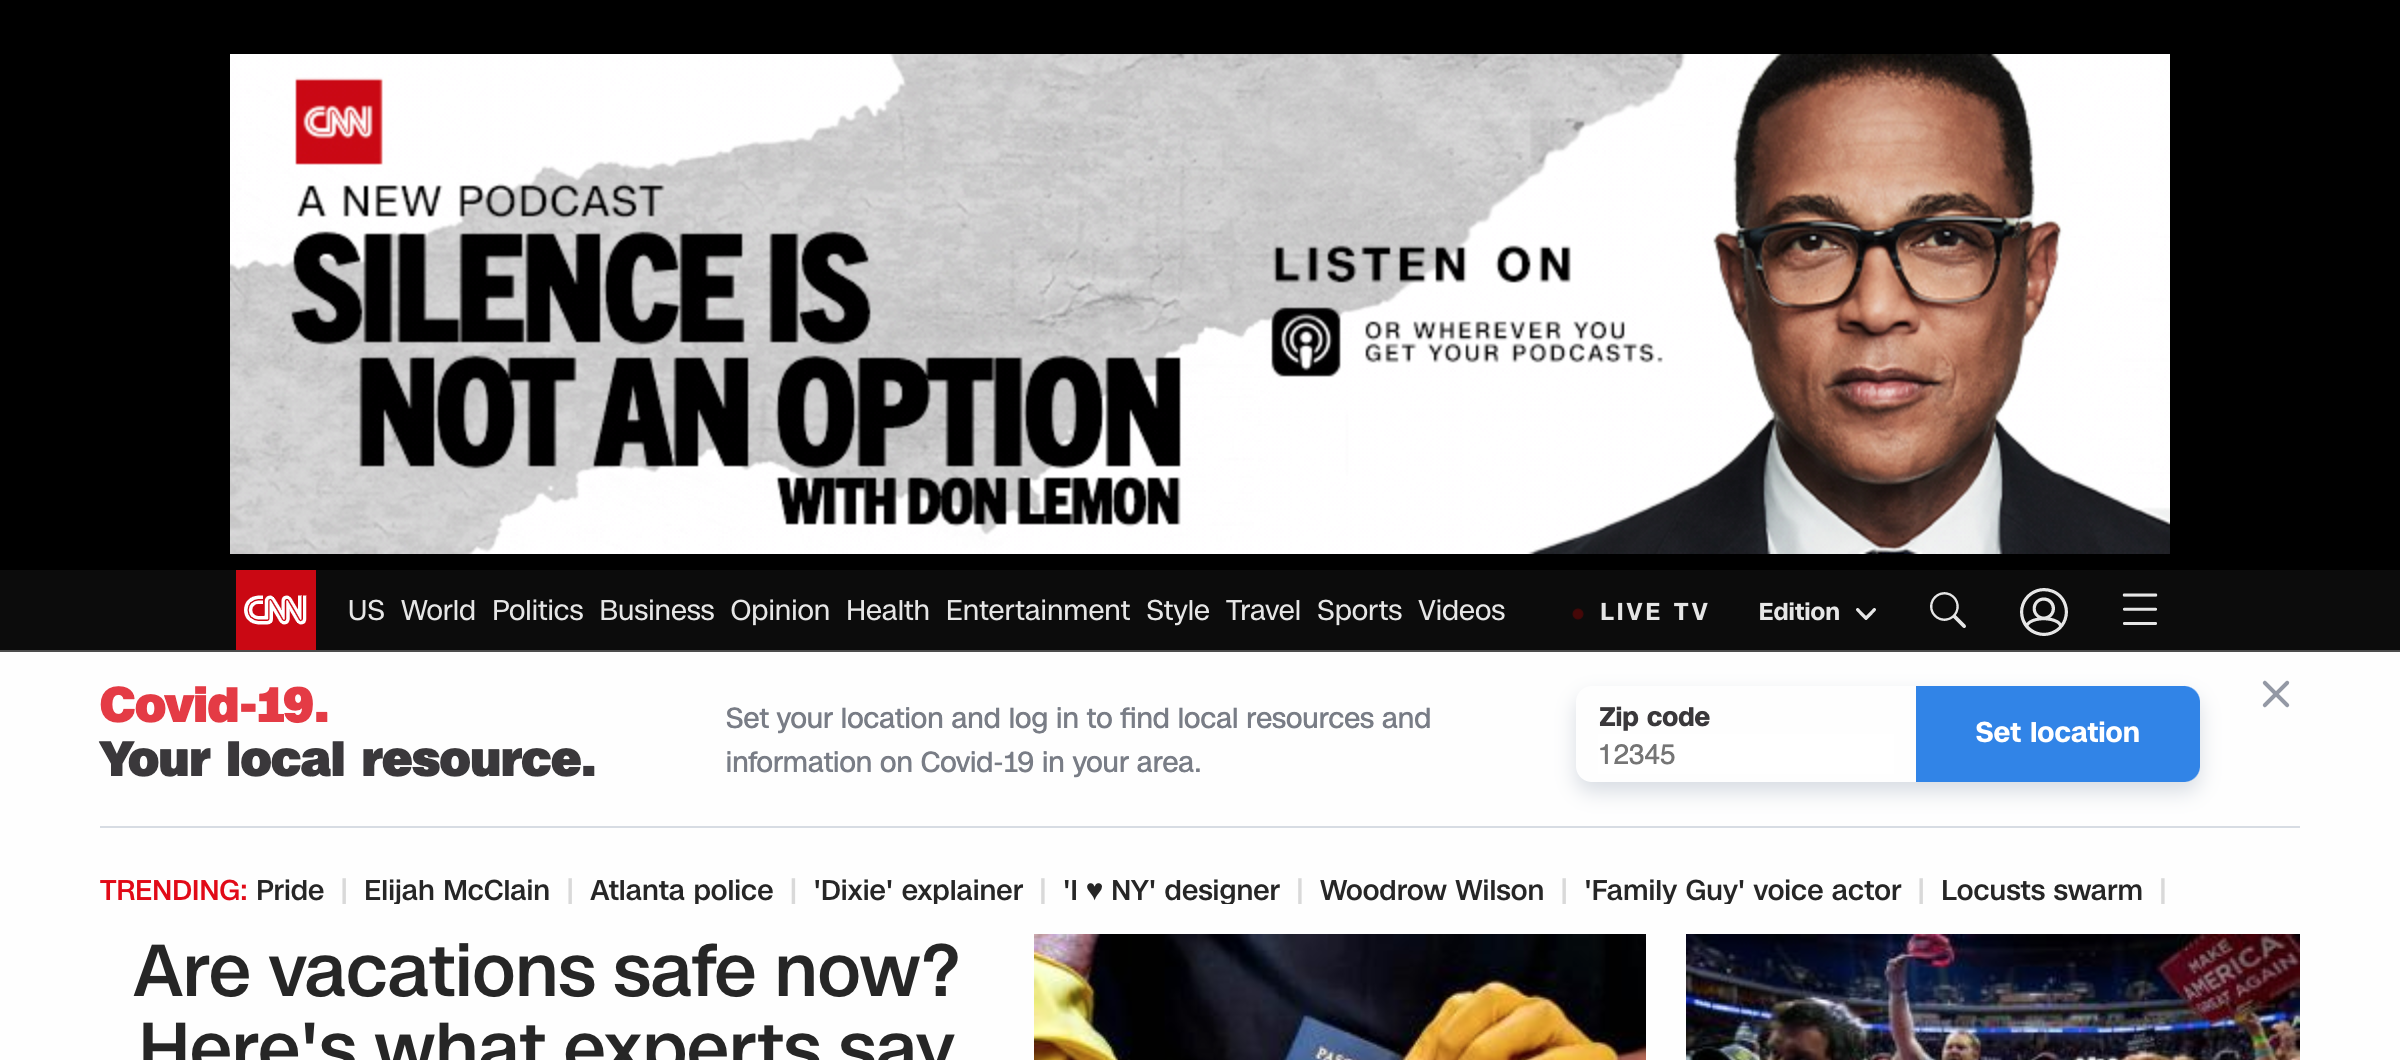 CNN
A NEW PODCAST
SILENCE IS
NOT AN OPTION
WITH DON LEMON
LISTEN ON
OR WHEREVER YOU
GET YOUR PODCASTS.
CNN US World Politics Business Opinion Health Entertainment Style Travel Sports Videos LIVE TV Edition
Covid-19.
Your local resource.
Set your location and log in to find local resources and
information on Covid-19 in your area.
Zip code
12345
Set location
TRENDING: Pride | Elijah McClain | Atlanta police | 'Dixie' explainer | 'I ♥ NY' designer | Woodrow Wilson | 'Family Guy' voice actor | Locusts swarm |
Are vacations safe now?
Here's what experts say
MAKE
AMERICA
GREAT AGAIN